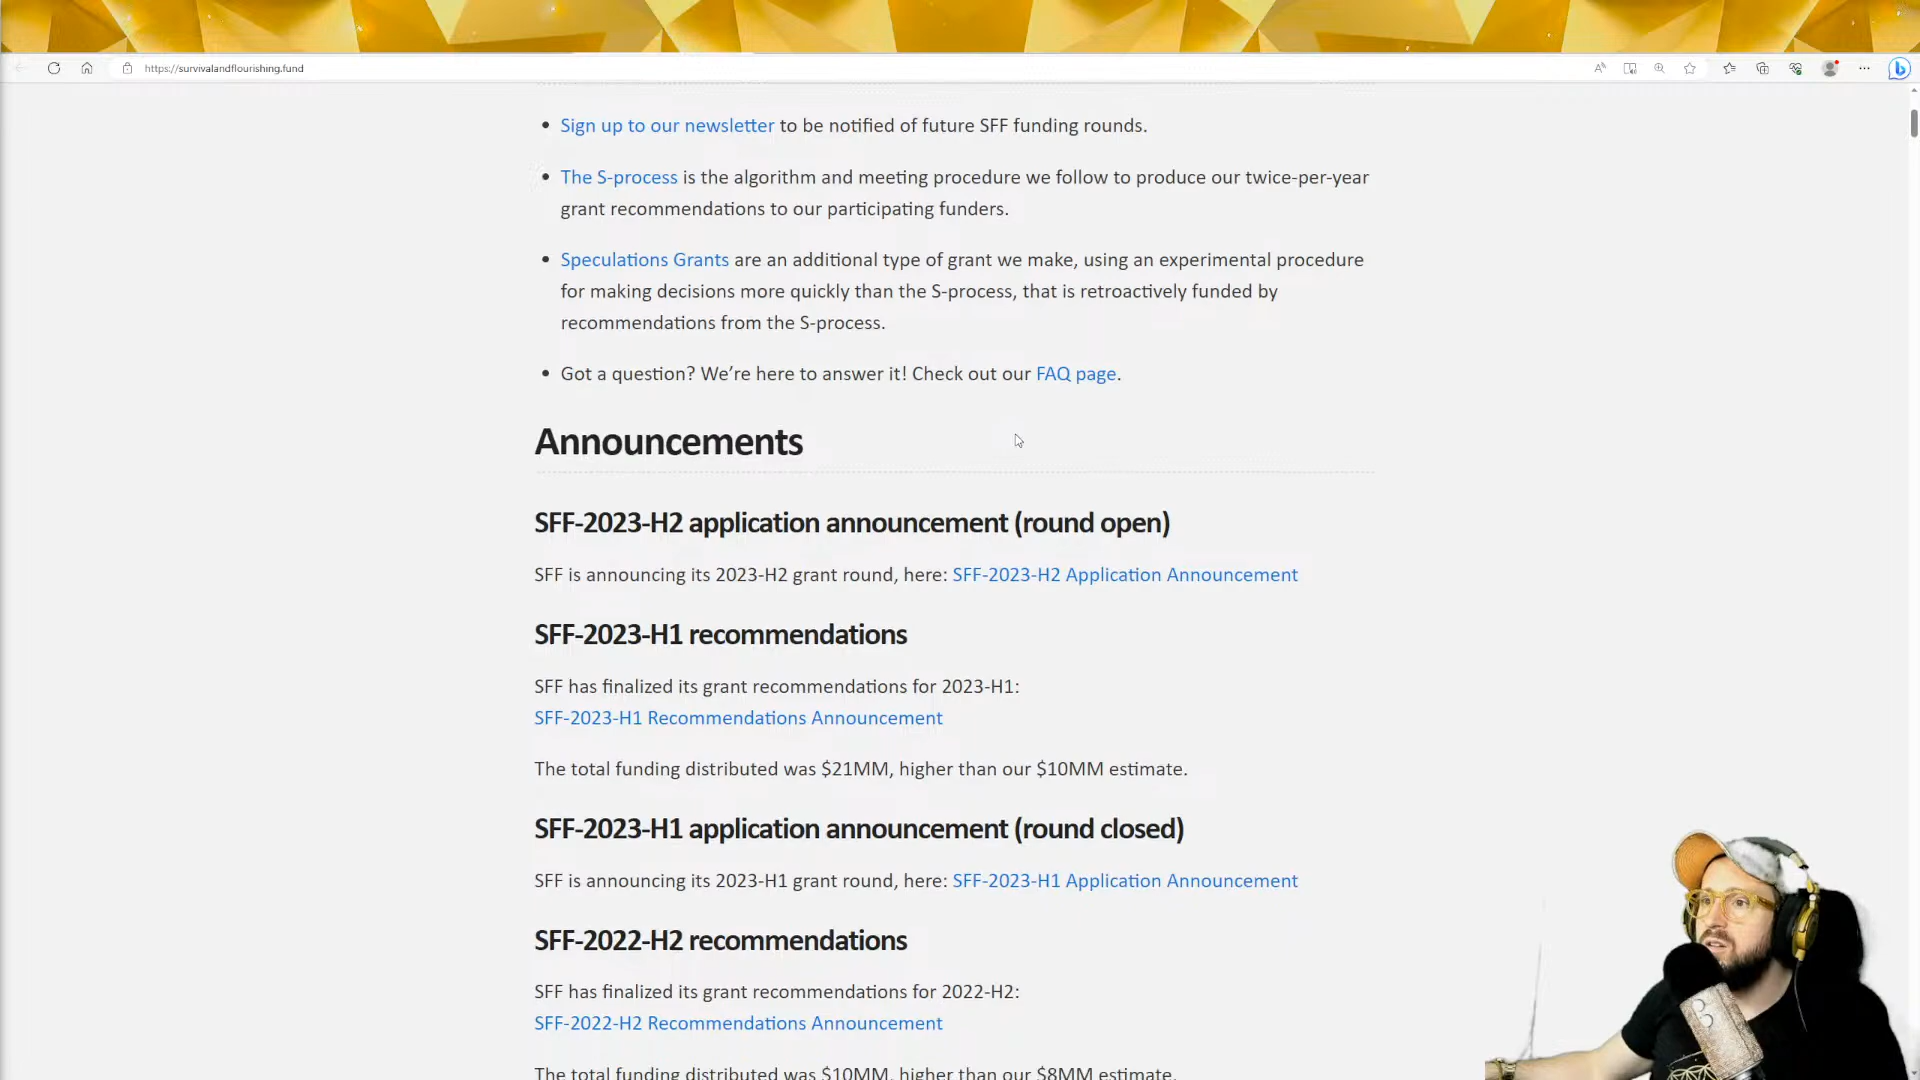 https://survivalandflourishing.fund
Sign up to our newsletter to be notified of future SFF funding rounds.
The S-process is the algorithm and meeting procedure we follow to produce our twice-per-year
grant recommendations to our participating funders.
Speculations Grants are an additional type of grant we make, using an experimental procedure
for making decisions more quickly than the S-process, that is retroactively funded by
recommendations from the S-process.
Got a question? We’re here to answer it! Check out our FAQ page.
Announcements
SFF-2023-H2 application announcement (round open)
SFF is announcing its 2023-H2 grant round, here: SFF-2023-H2 Application Announcement
SFF-2023-H1 recommendations
SFF has finalized its grant recommendations for 2023-H1:
SFF-2023-H1 Recommendations Announcement
The total funding distributed was $21MM, higher than our $10MM estimate.
SFF-2023-H1 application announcement (round closed)
SFF is announcing its 2023-H1 grant round, here: SFF-2023-H1 Application Announcement
SFF-2022-H2 recommendations
SFF has finalized its grant recommendations for 2022-H2:
SFF-2022-H2 Recommendations Announcement
The total funding distributed was $10MM, higher than our $8MM estimate.